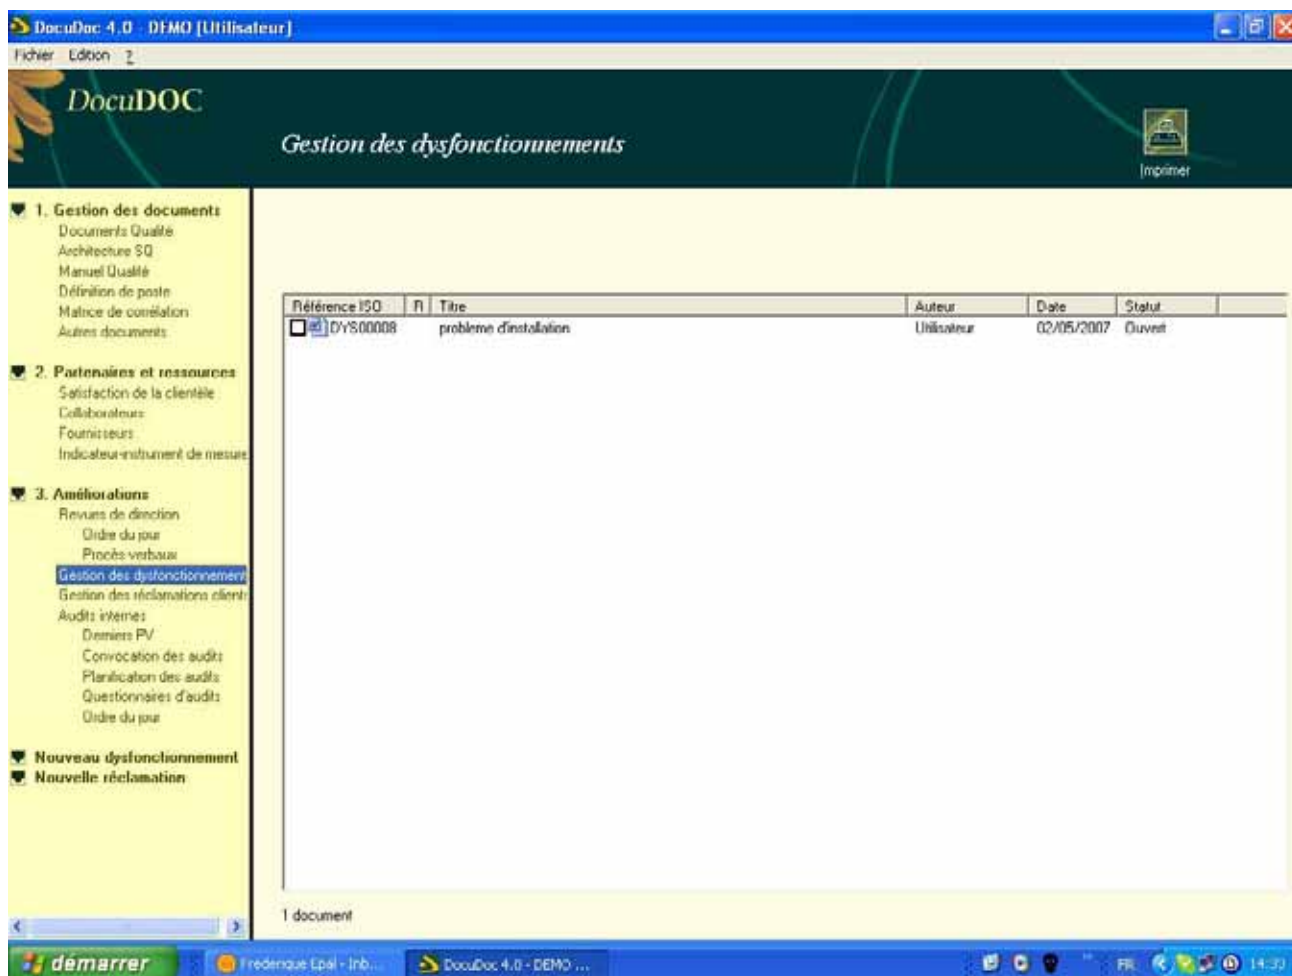 DocuDoc 4.0 - DEMO [Utilisateur]
Fichier Edition ?
DocuDOC
Gestion des dysfonctionnements
Imprimer
1. Gestion des documents
Documents Qualité
Architecture SQ
Manuel Qualité
Définition de poste
Matrice de corrélation
Autres documents
2. Partenaires et ressources
Satisfaction de la clientèle
Collaborateurs
Fournisseurs
Indicateur-instrument de mesure
3. Améliorations
Revues de direction
Ordre du jour
Procès verbaux
Gestion des dysfonctionnement
Gestion des réclamations client
Audits internes
Derniers PV
Convocation des audits
Planification des audits
Questionnaires d'audits
Ordre du jour
Nouveau dysfonctionnement
Nouvelle réclamation
Référence ISO R Titre Auteur Date Statut
DYS00008 probleme d'installation Utilisateur 02/05/2007 Ouvert
1 document
démarrer
Frederique Epal - Inb...
DocuDoc 4.0 - DEMO ...
FR